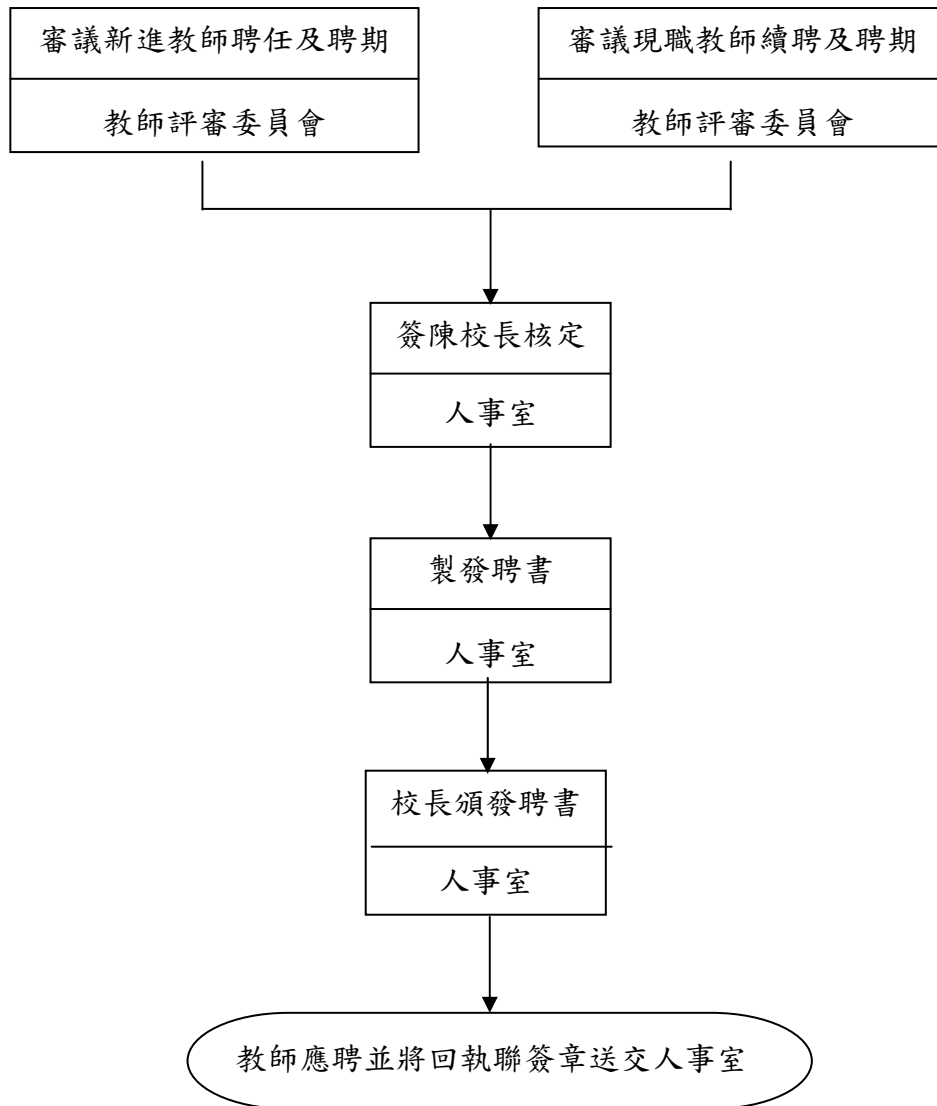 審議新進教師聘任及聘期
教師評審委員會
審議現職教師續聘及聘期
教師評審委員會
簽陳校長核定
人事室
製發聘書
人事室
校長頒發聘書
人事室
教師應聘並將回執聯簽章送交人事室